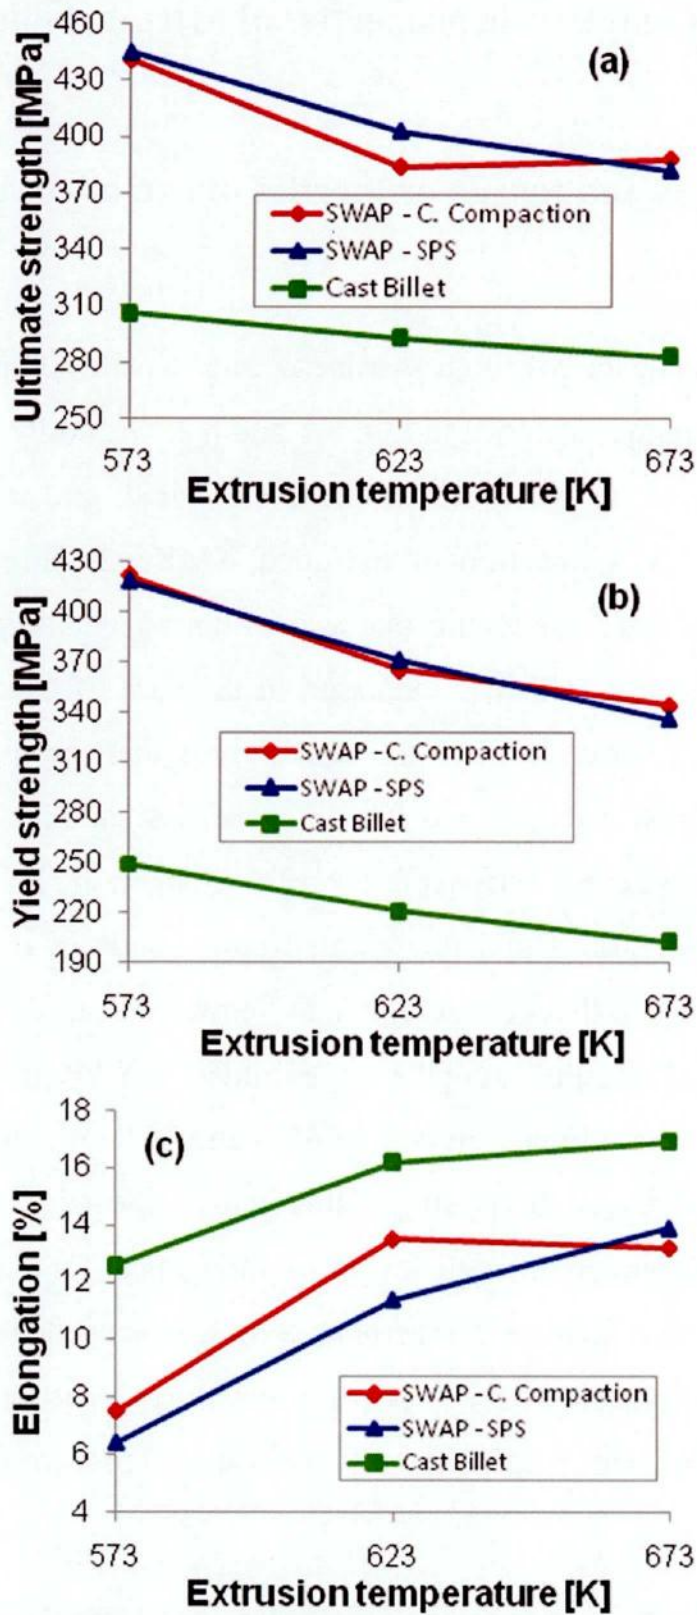 460
430
400
370
340
310
280
250
Ultimate strength [MPa]
(a)
SWAP - C. Compaction
SWAP - SPS
Cast Billet
573 623 673
Extrusion temperature [K]
430
400
370
340
310
280
250
220
190
Yield strength [MPa]
(b)
SWAP - C. Compaction
SWAP - SPS
Cast Billet
573 623 673
Extrusion temperature [K]
18
16
14
12
10
8
6
4
Elongation [%]
(c)
SWAP - C. Compaction
SWAP - SPS
Cast Billet
573 623 673
Extrusion temperature [K]